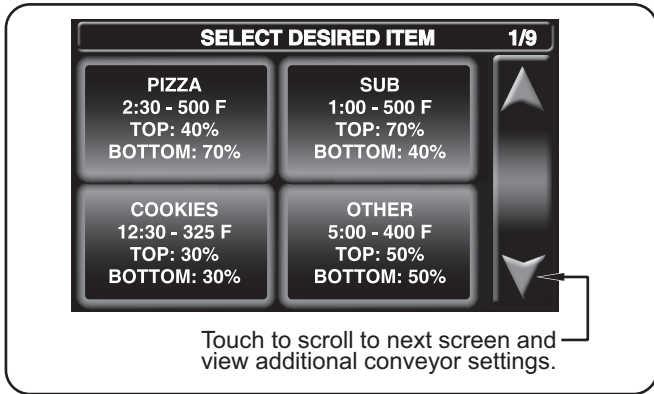 SELECT DESIRED ITEM 1/9
PIZZA
2:30 - 500 F
TOP: 40%
BOTTOM: 70%
SUB
1:00 - 500 F
TOP: 70%
BOTTOM: 40%
COOKIES
12:30 - 325 F
TOP: 30%
BOTTOM: 30%
OTHER
5:00 - 400 F
TOP: 50%
BOTTOM: 50%
Touch to scroll to next screen and
view additional conveyor settings.